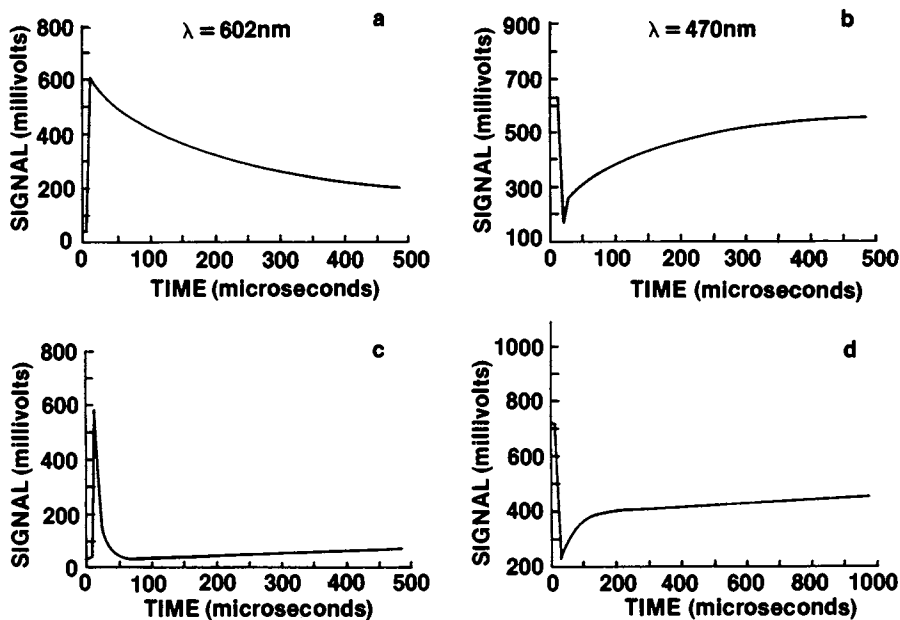 a
λ = 602nm
SIGNAL (millivolts)
800
600
400
200
0
0 100 200 300 400 500
TIME (microseconds)
b
λ = 470nm
SIGNAL (millivolts)
900
700
500
300
100
0 100 200 300 400 500
TIME (microseconds)
c
SIGNAL (millivolts)
800
600
400
200
0
0 100 200 300 400 500
TIME (microseconds)
d
SIGNAL (millivolts)
1000
800
600
400
200
0 200 400 600 800 1000
TIME (microseconds)